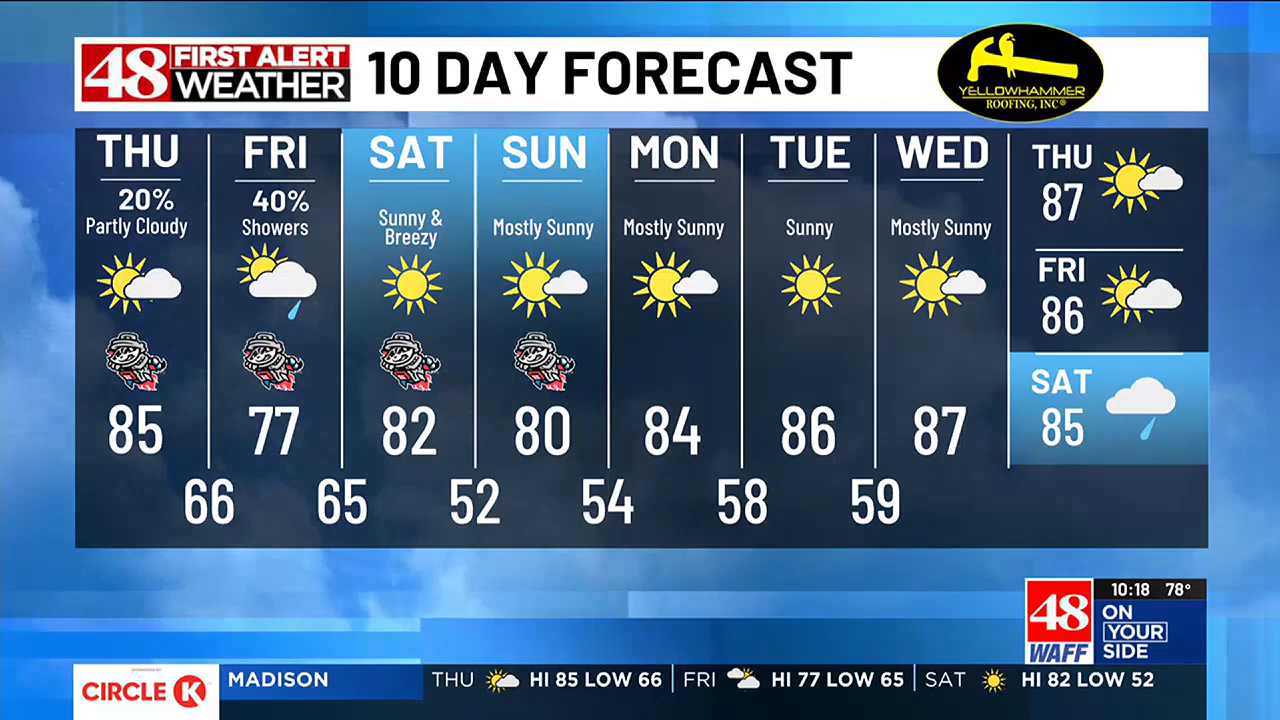 48 FIRST ALERT WEATHER
10 DAY FORECAST
YELLOWHAMMER
ROOFING, INC®
THU
20%
Partly Cloudy
85
FRI
40%
Showers
77
SAT
Sunny &
Breezy
82
SUN
Mostly Sunny
80
MON
Mostly Sunny
84
TUE
Sunny
86
WED
Mostly Sunny
87
THU
87
FRI
86
SAT
85
66 65 52 54 58 59
48
WAFF
10:18 78°
ON
YOUR
SIDE
CIRCLE K
MADISON
THU HI 85 LOW 66 FRI HI 77 LOW 65 SAT HI 82 LOW 52